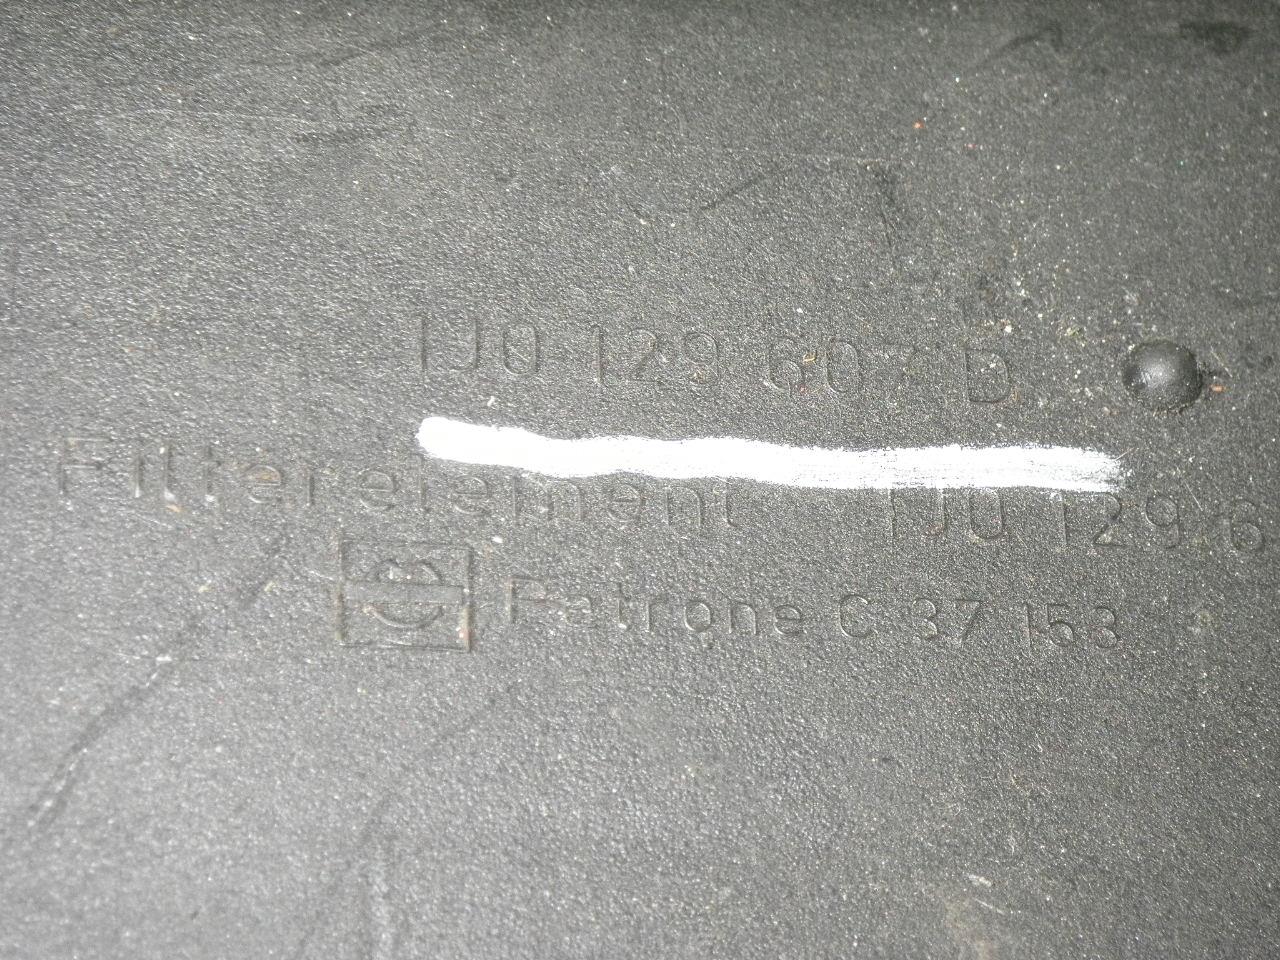 1J0 129 607 D
Filterelement 1J0 129 6
Patrone C 37 153